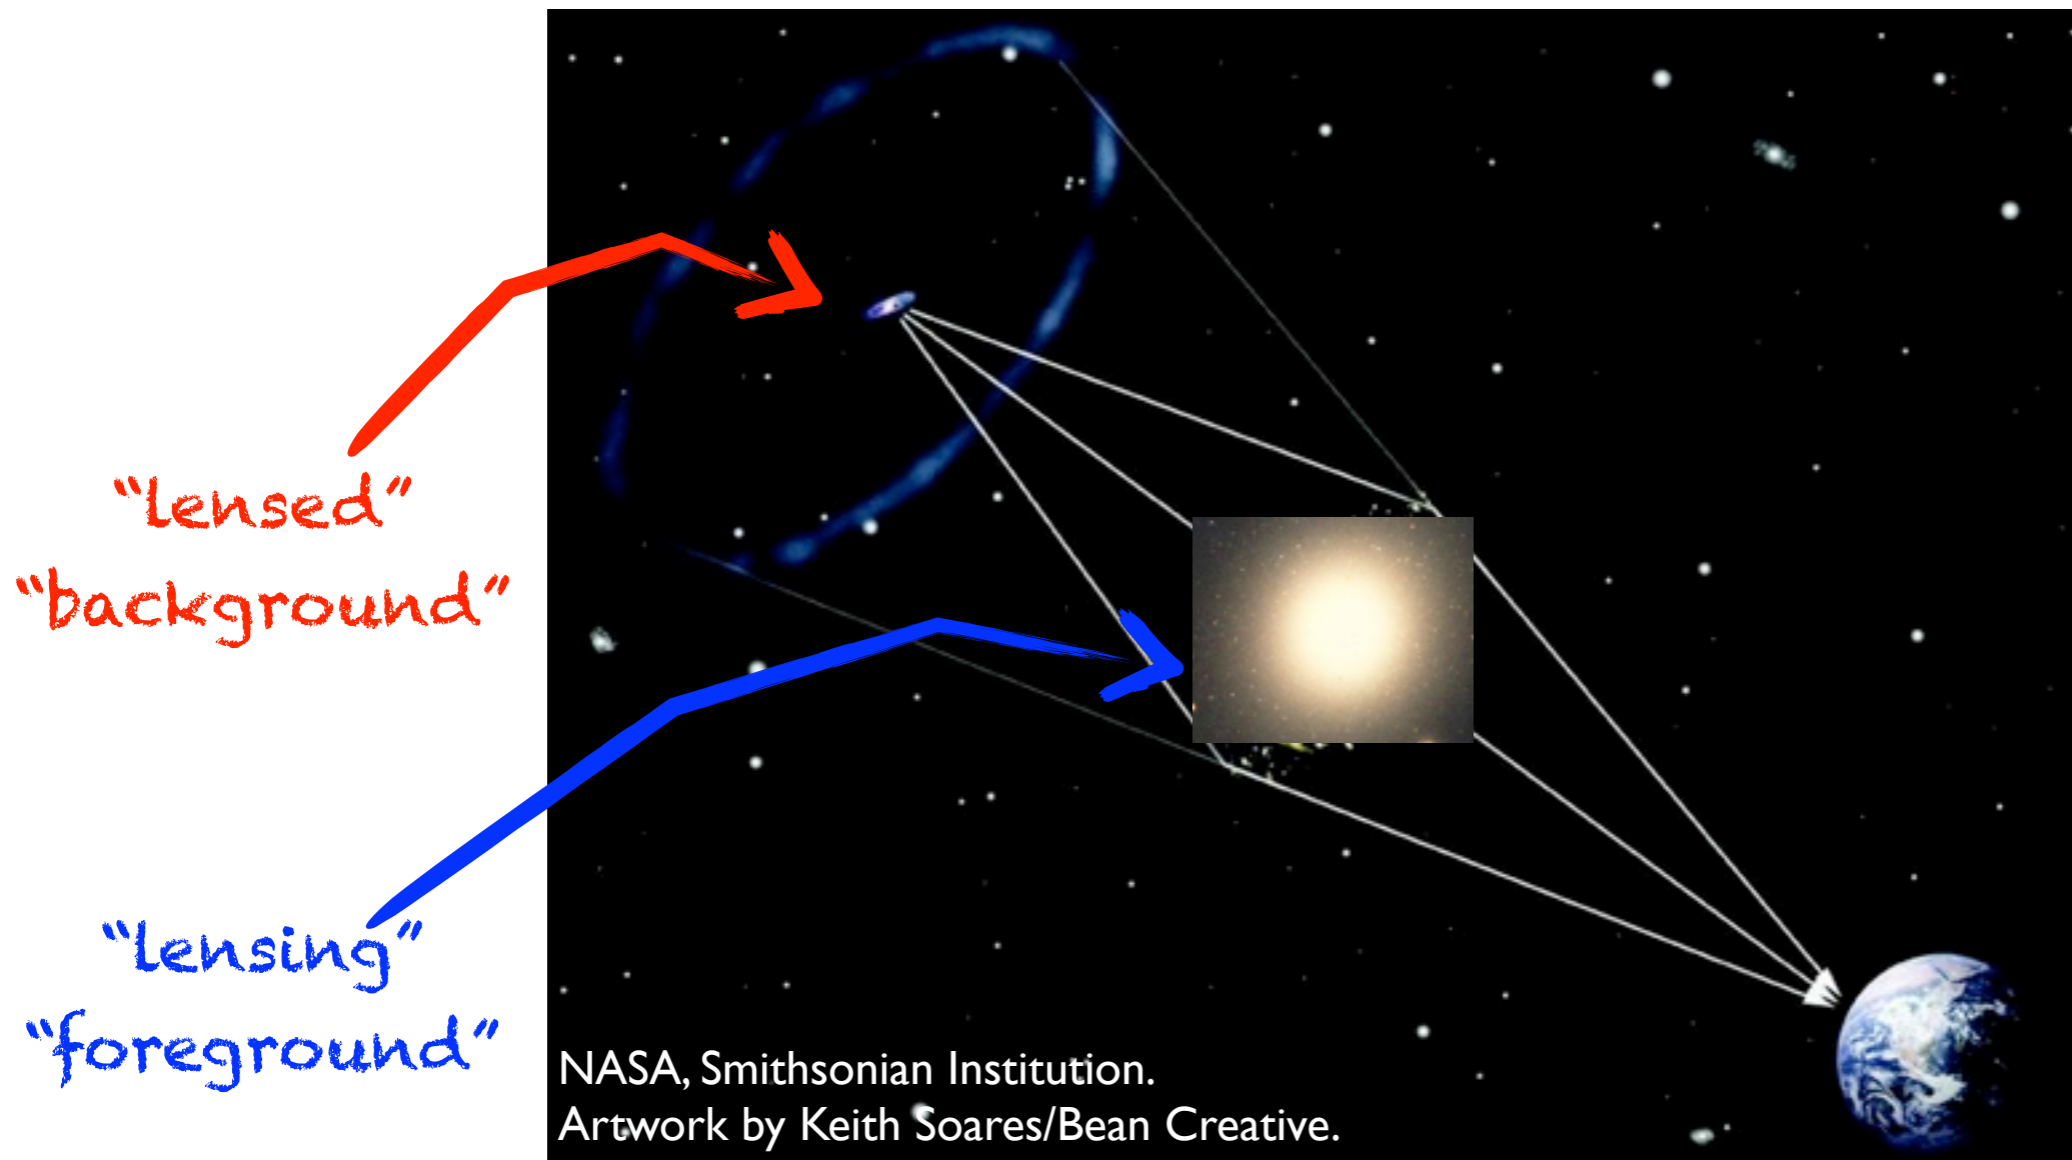 “lensed”
“background”
“lensing”
“foreground”
NASA, Smithsonian Institution.
Artwork by Keith Soares/Bean Creative.